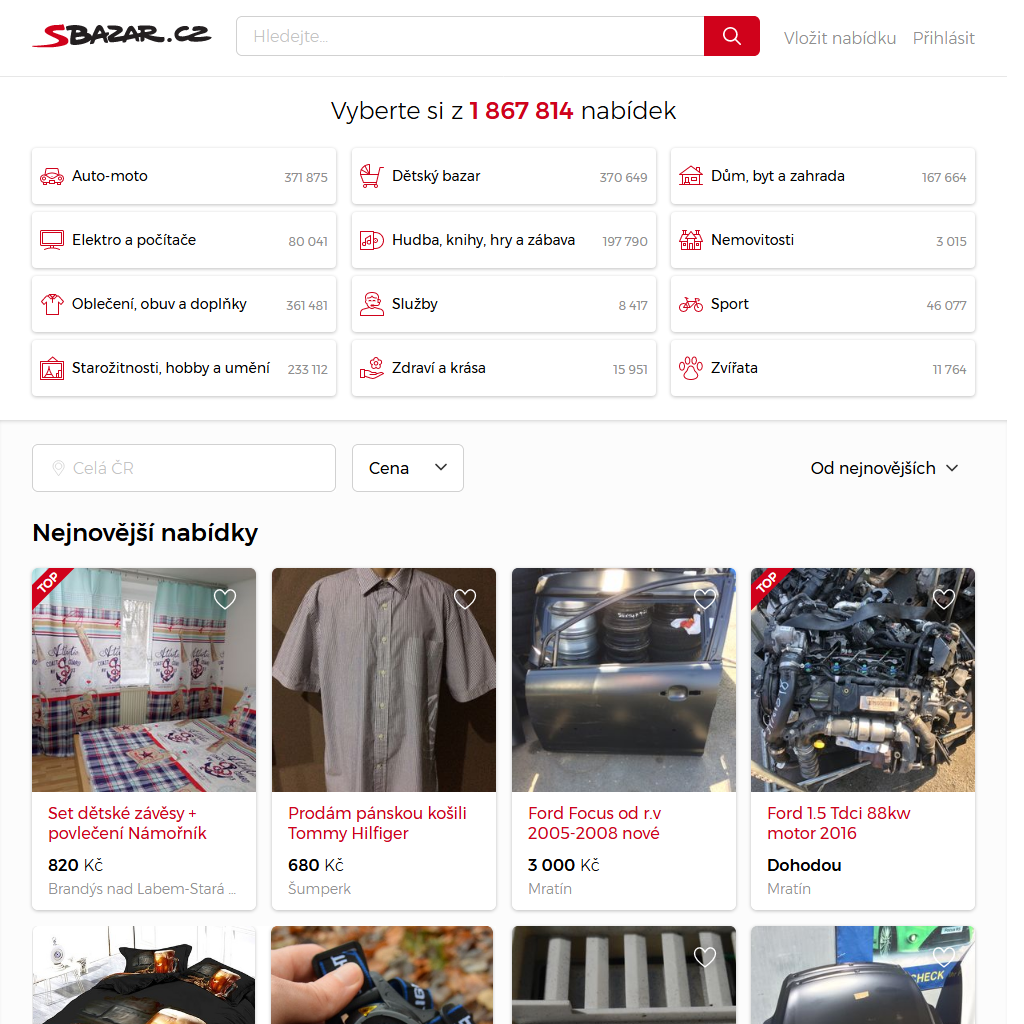 SBAZAR.CZ
Hledejte...
Vložit nabídku
Přihlásit
Vyberte si z 1 867 814 nabídek
Auto-moto
371 875
Dětský bazar
370 649
Dům, byt a zahrada
167 664
Elektro a počítače
80 041
Hudba, knihy, hry a zábava
197 790
Nemovitosti
3 015
Oblečení, obuv a doplňky
361 481
Služby
8 417
Sport
46 077
Starožitnosti, hobby a umění
233 112
Zdraví a krása
15 951
Zvířata
11 764
Celá ČR
Cena
Od nejnovějších
Nejnovější nabídky
TOP
TOP
Set dětské závěsy +
povlečení Námořník
820 Kč
Brandýs nad Labem-Stará ...
Prodám pánskou košili
Tommy Hilfiger
680 Kč
Šumperk
Ford Focus od r.v
2005-2008 nové
3 000 Kč
Mratín
Ford 1.5 Tdci 88kw
motor 2016
Dohodou
Mratín
CHECK